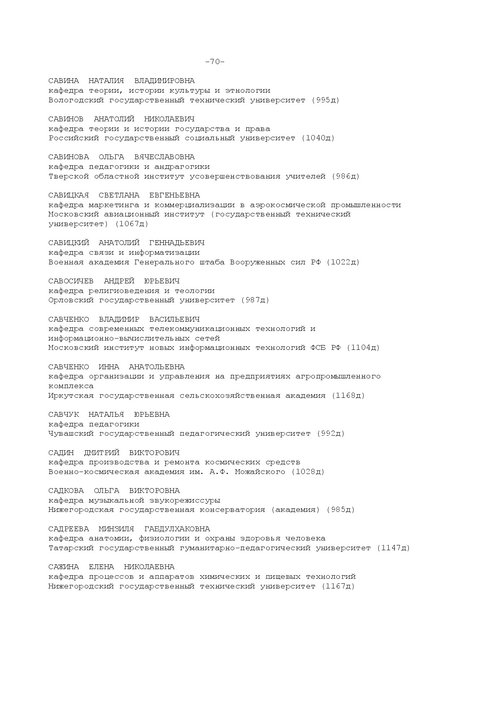 -70-
САВИНА НАТАЛИЯ ВЛАДИМИРОВНА
кафедра теории, истории культуры и этнологии
Вологодский государственный технический университет (995д)
САВИНОВ АНАТОЛИЙ НИКОЛАЕВИЧ
кафедра теории и истории государства и права
Российский государственный социальный университет (1040д)
САВИНОВА ОЛЬГА ВЯЧЕСЛАВОВНА
кафедра педагогики и андрагогики
Тверской областной институт усовершенствования учителей (986д)
САВИЦКАЯ СВЕТЛАНА ЕВГЕНЬЕВНА
кафедра маркетинга и коммерциализации в аэрокосмической промышленности
Московский авиационный институт (государственный технический
университет) (1067д)
САВИЦКИЙ АНАТОЛИЙ ГЕННАДЬЕВИЧ
кафедра связи и информатизации
Военная академия Генерального штаба Вооруженных сил РФ (1022д)
САВОСИЧЕВ АНДРЕЙ ЮРЬЕВИЧ
кафедра религиоведения и теологии
Орловский государственный университет (987д)
САВЧЕНКО ВЛАДИМИР ВАСИЛЬЕВИЧ
кафедра современных телекоммуникационных технологий и
информационно-вычислительных сетей
Московский институт новых информационных технологий ФСБ РФ (1104д)
САВЧЕНКО ИННА АНАТОЛЬЕВНА
кафедра организации и управления на предприятиях агропромышленного
комплекса
Иркутская государственная сельскохозяйственная академия (1168д)
САВЧУК НАТАЛЬЯ ЮРЬЕВНА
кафедра педагогики
Чувашский государственный педагогический университет (992д)
САДИН ДМИТРИЙ ВИКТОРОВИЧ
кафедра производства и ремонта космических средств
Военно-космическая академия им. А.Ф. Можайского (1028д)
САДКОВА ОЛЬГА ВИКТОРОВНА
кафедра музыкальной звукорежиссуры
Нижегородская государственная консерватория (академия) (985д)
САДРЕЕВА МИНЗИЛЯ ГАБДУЛХАКОВНА
кафедра анатомии, физиологии и охраны здоровья человека
Татарский государственный гуманитарно-педагогический университет (1147д)
САЖИНА ЕЛЕНА НИКОЛАЕВНА
кафедра процессов и аппаратов химических и пищевых технологий
Нижегородский государственный технический университет (1167д)